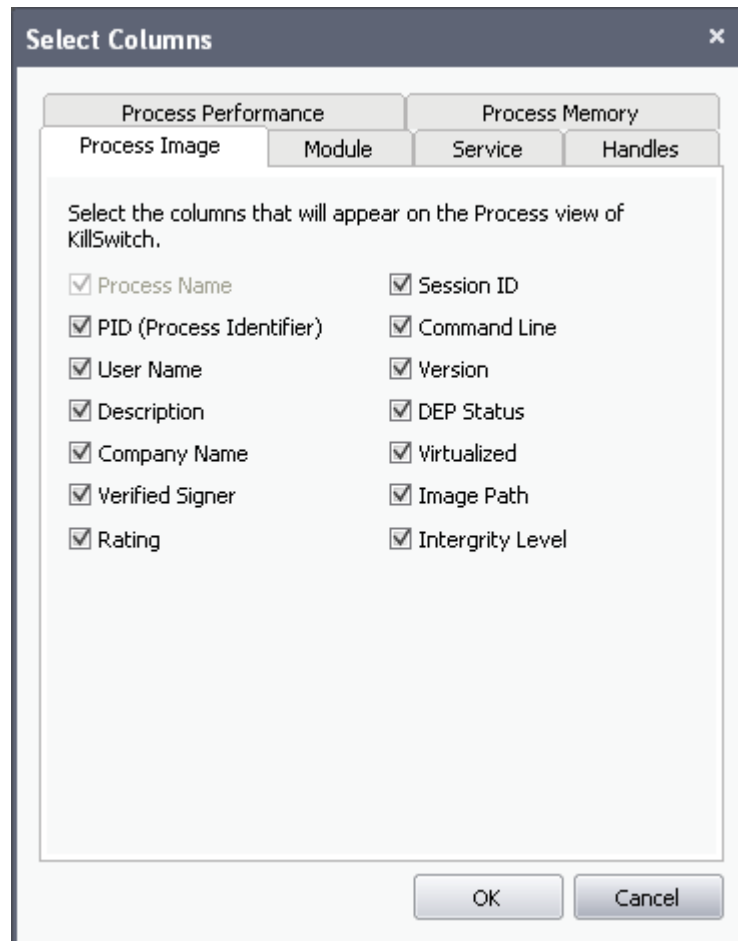 Select Columns
Process Performance
Process Memory
Process Image
Module
Service
Handles
Select the columns that will appear on the Process view of
KillSwitch.
Process Name
Session ID
PID (Process Identifier)
Command Line
User Name
Version
Description
DEP Status
Company Name
Virtualized
Verified Signer
Image Path
Rating
Intergrity Level
OK
Cancel